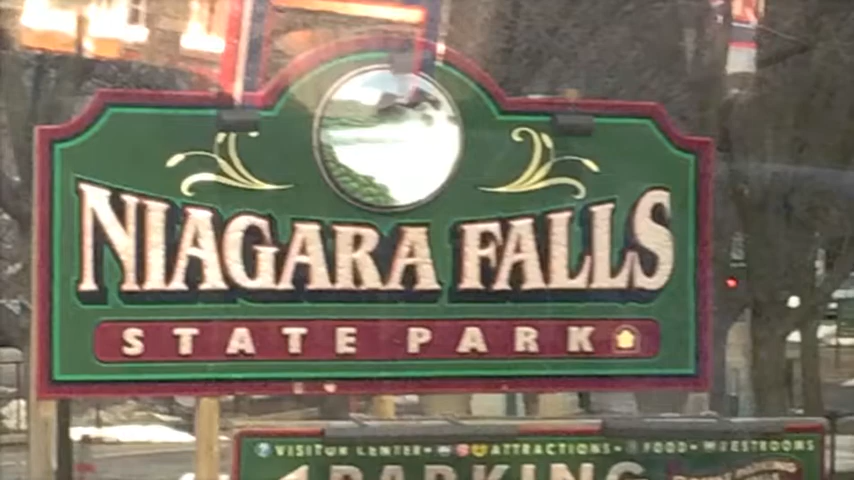 NIAGARA FALLS
STATE PARK
VISITOR CENTER • ATTRACTIONS • FOOD • RESTROOMS
PARKING